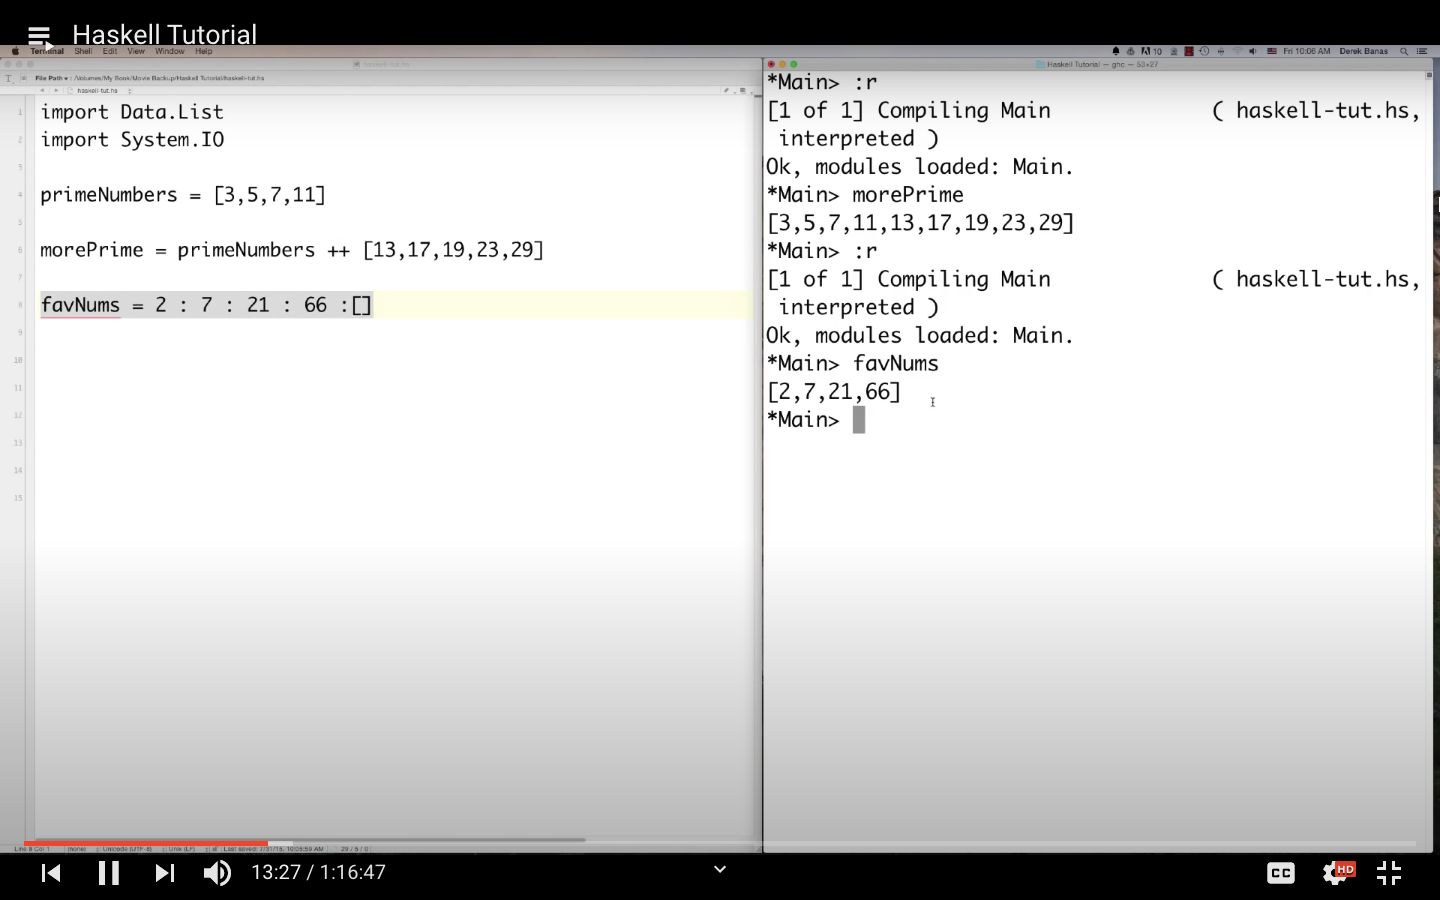 Haskell Tutorial
Terminal Shell Edit View Window Help
10 Fri 10:06 AM Derek Banas
haskell-tut.hs
File Path ▾ : /Volumes/My Book/Movie Backup/Haskell Tutorial/haskell-tut.hs
haskell-tut.hs
1 import Data.List
2 import System.IO
3
4 primeNumbers = [3,5,7,11]
5
6 morePrime = primeNumbers ++ [13,17,19,23,29]
7
8 favNums = 2 : 7 : 21 : 66 :[]
9
10
11
12
13
14
15
Haskell Tutorial — ghc — 53×27
*Main> :r
[1 of 1] Compiling Main ( haskell-tut.hs,
interpreted )
Ok, modules loaded: Main.
*Main> morePrime
[3,5,7,11,13,17,19,23,29]
*Main> :r
[1 of 1] Compiling Main ( haskell-tut.hs,
interpreted )
Ok, modules loaded: Main.
*Main> favNums
[2,7,21,66]
*Main>
Line 8 Col 1 (none) Unicode (UTF-8) Unix (LF) Last saved: 29 / 5 / 0
13:27 / 1:16:47
CC
HD